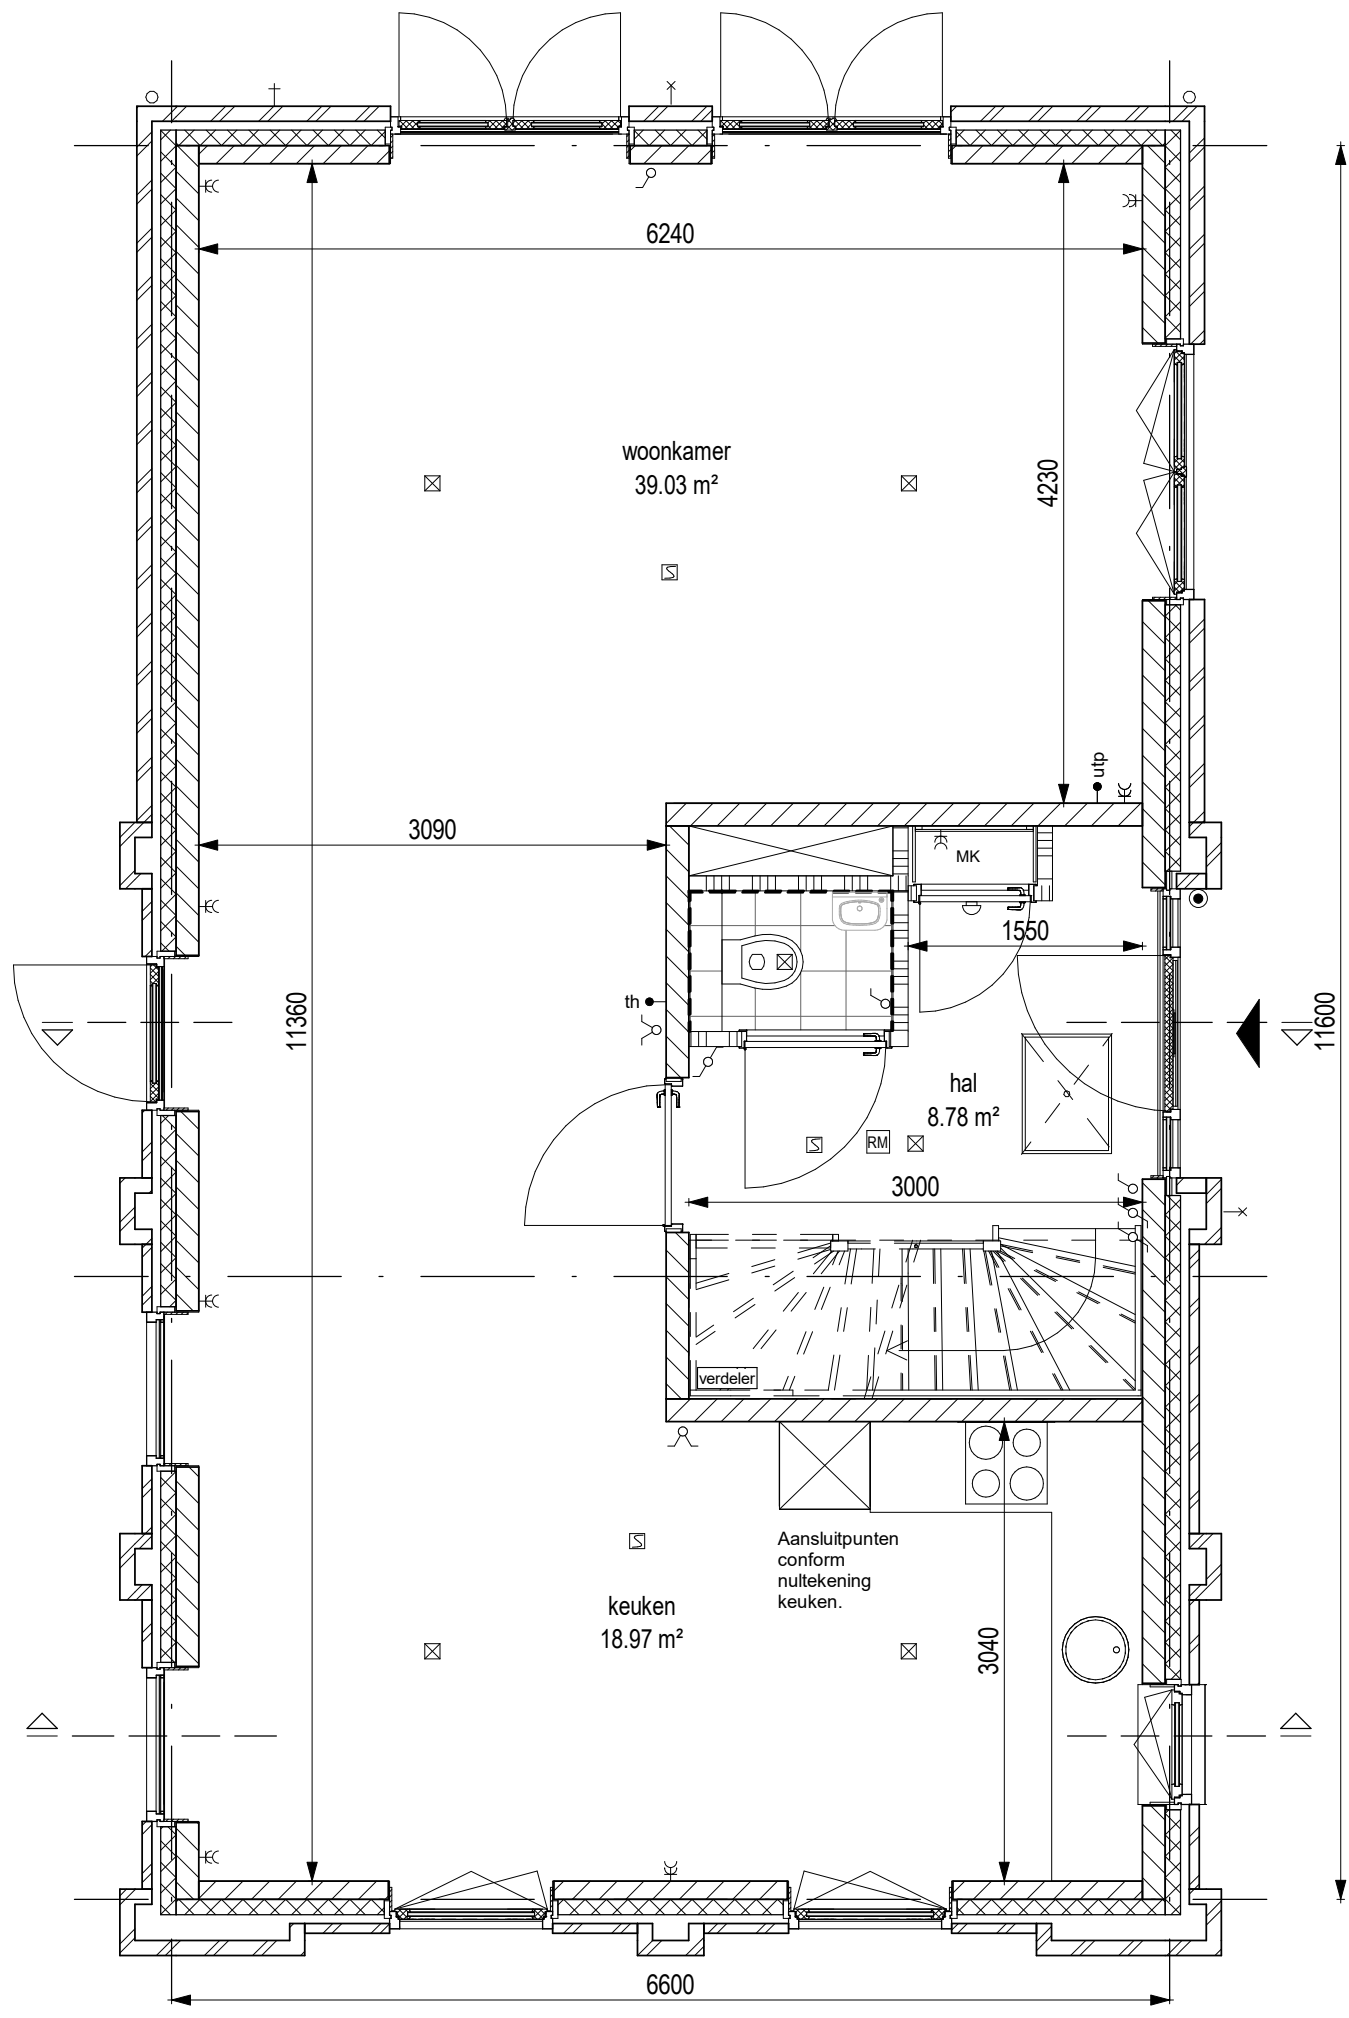 6240
woonkamer
39.03 m²
4230
utp
3090
MK
1550
th
11360
11600
hal
8.78 m²
RM
3000
verdeler
Aansluitpunten
conform
nultekening
keuken.
keuken
18.97 m²
3040
6600